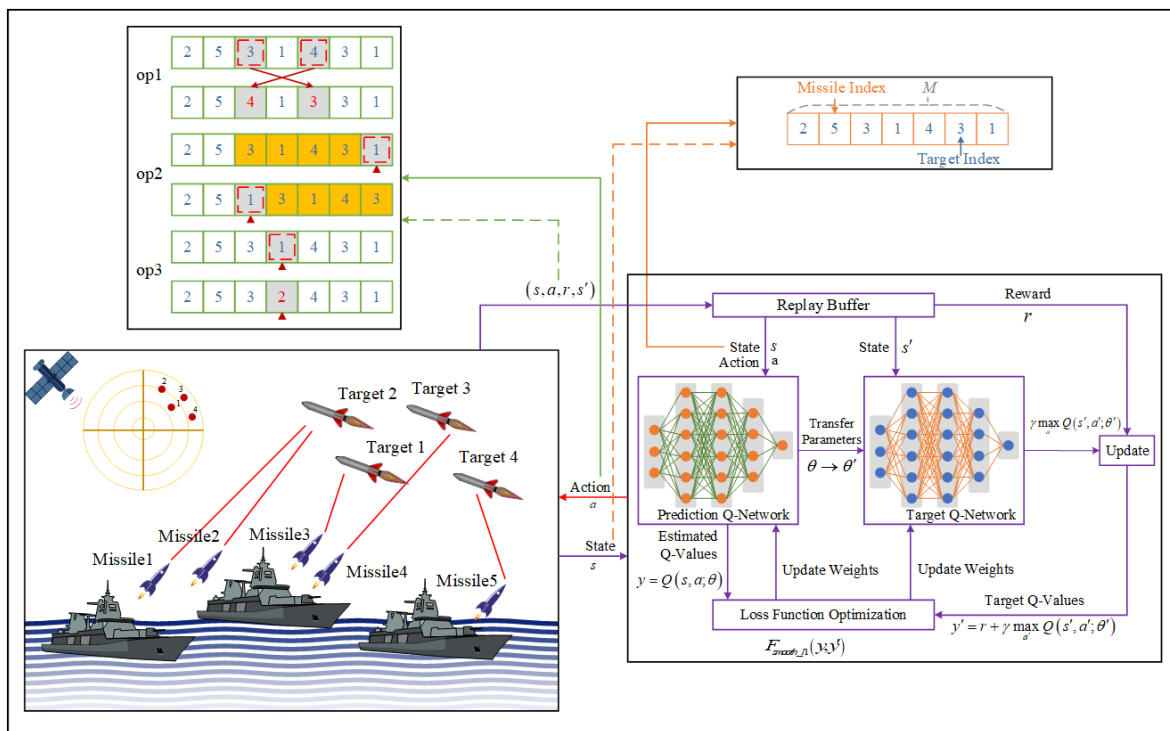 2 5 3 1 4 3 1
op1
2 5 4 1 3 3 1
2 5 3 1 4 3 1
op2
2 5 1 3 1 4 3
2 5 3 1 4 3 1
op3
2 5 3 2 4 3 1
Missile Index
M
2 5 3 1 4 3 1
Target Index
(s,a,r,s′)
2
3
1
4
Target 2
Target 3
Target 1
Target 4
Missile1
Missile2
Missile3
Missile4
Missile5
Action
a
State
s
Replay Buffer
Reward
r
State s
Action a
State s′
Prediction Q-Network
Transfer
Parameters
θ → θ′
Target Q-Network
γ max Q(s′,a′;θ′)
a′
Update
Estimated
Q-Values
y = Q(s,a;θ)
Update Weights
Update Weights
Target Q-Values
y′ = r + γ max Q(s′,a′;θ′)
a′
Loss Function Optimization
F smooth_l1 (y,y′)